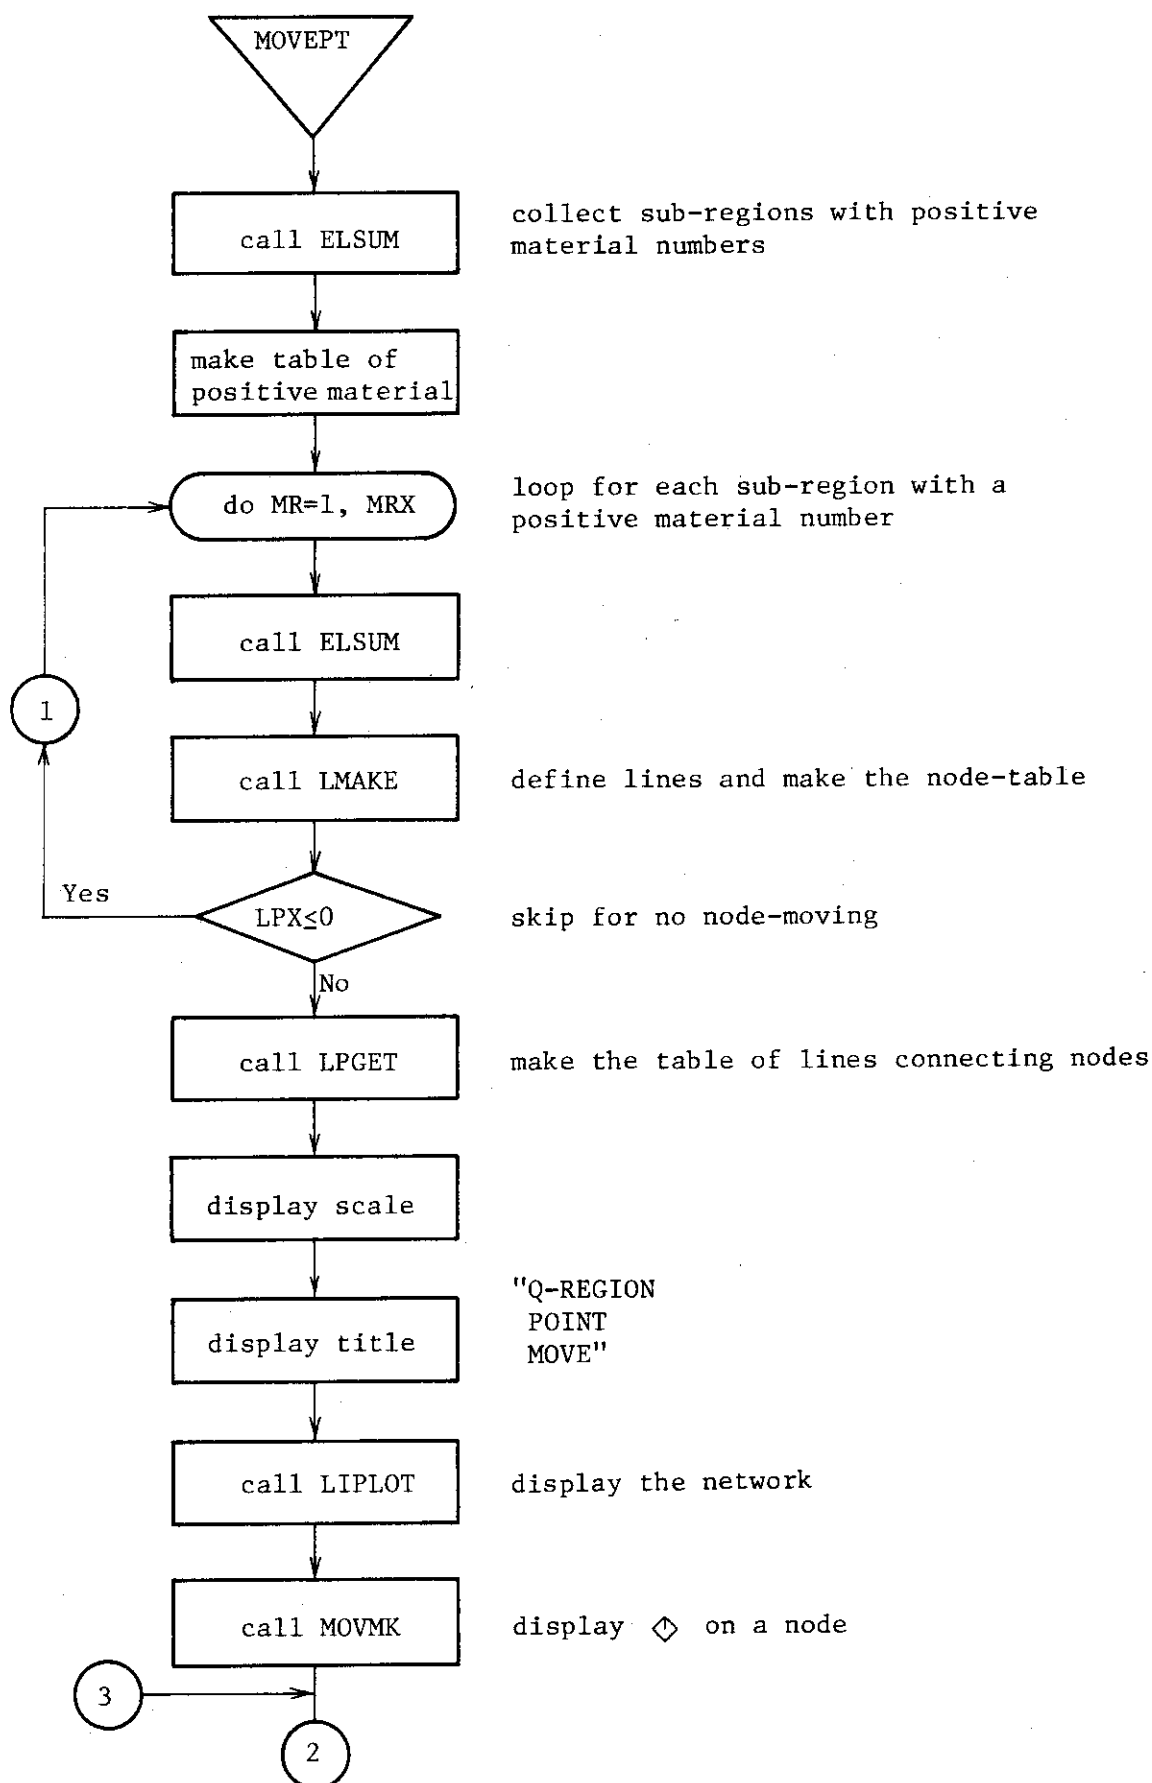 MOVEPT
call ELSUM
collect sub-regions with positive
material numbers
make table of
positive material
do MR=1, MRX
loop for each sub-region with a
positive material number
call ELSUM
1
call LMAKE
define lines and make the node-table
Yes
LPX≤0
skip for no node-moving
No
call LPGET
make the table of lines connecting nodes
display scale
display title
"Q-REGION
POINT
MOVE"
call LIPLOT
display the network
call MOVMK
display on a node
3
2